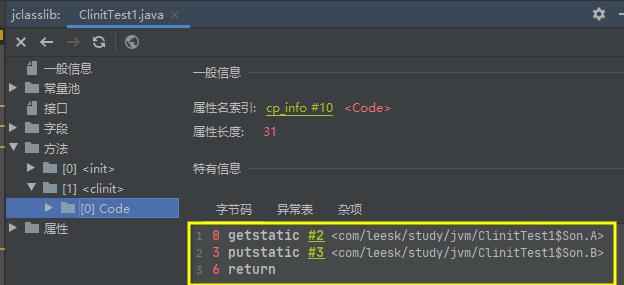 jclasslib: ClinitTest1.java
一般信息
常量池
接口
字段
方法
[0] <init>
[1] <clinit>
[0] Code
属性
一般信息
属性名索引: cp_info #10 <Code>
属性长度: 31
特有信息
字节码 异常表 杂项
1 0 getstatic #2 <com/leesk/study/jvm/ClinitTest1$Son.A>
2 3 putstatic #3 <com/leesk/study/jvm/ClinitTest1$Son.B>
3 6 return